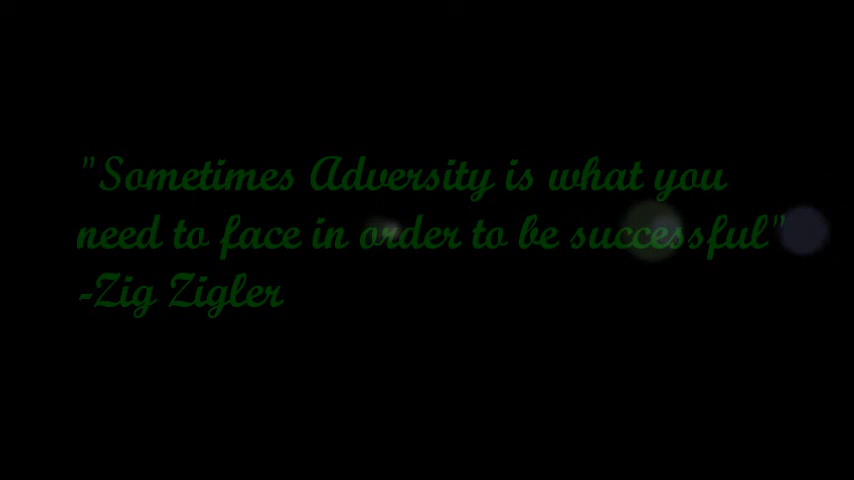 "Sometimes Adversity is what you
need to face in order to be successful"
-Zig Zigler